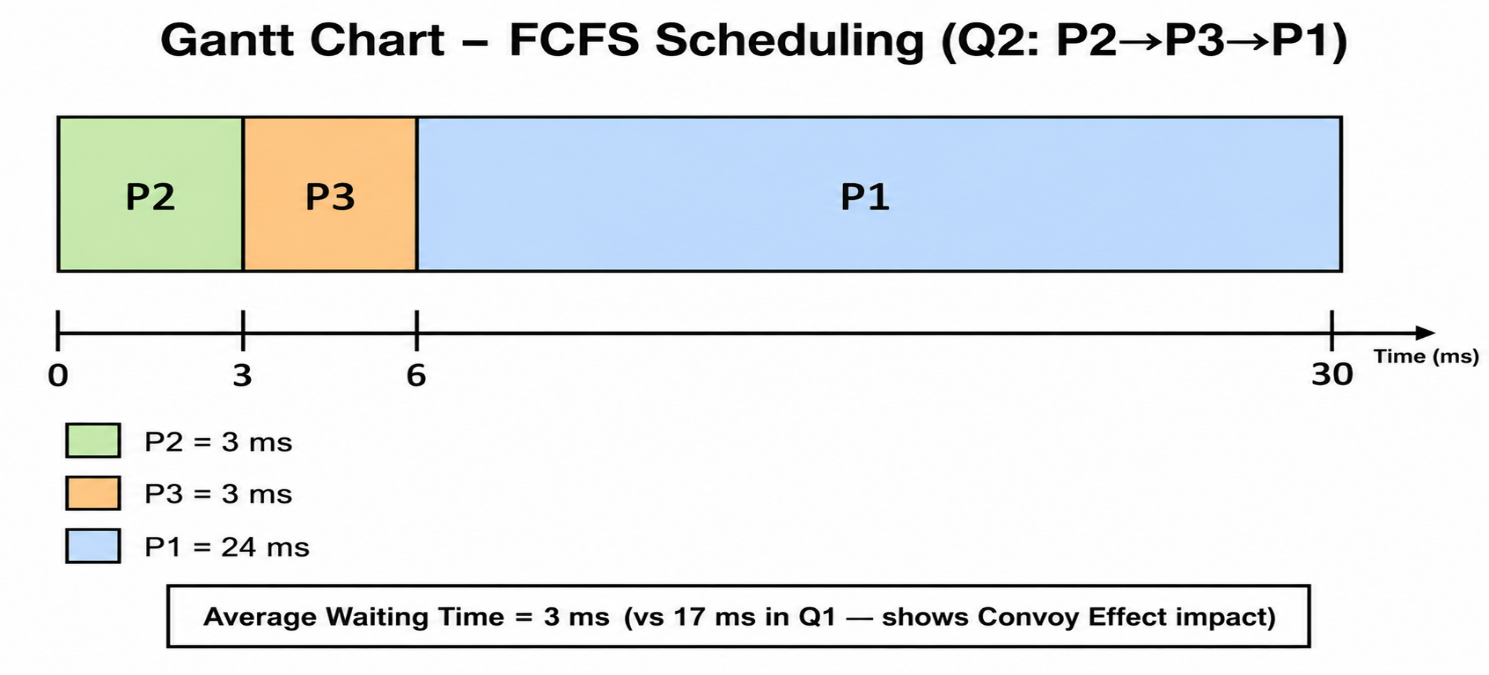 Gantt Chart – FCFS Scheduling (Q2: P2→P3→P1)
P2 P3 P1
0 3 6 30
Time (ms)
P2 = 3 ms
P3 = 3 ms
P1 = 24 ms
Average Waiting Time = 3 ms (vs 17 ms in Q1 — shows Convoy Effect impact)